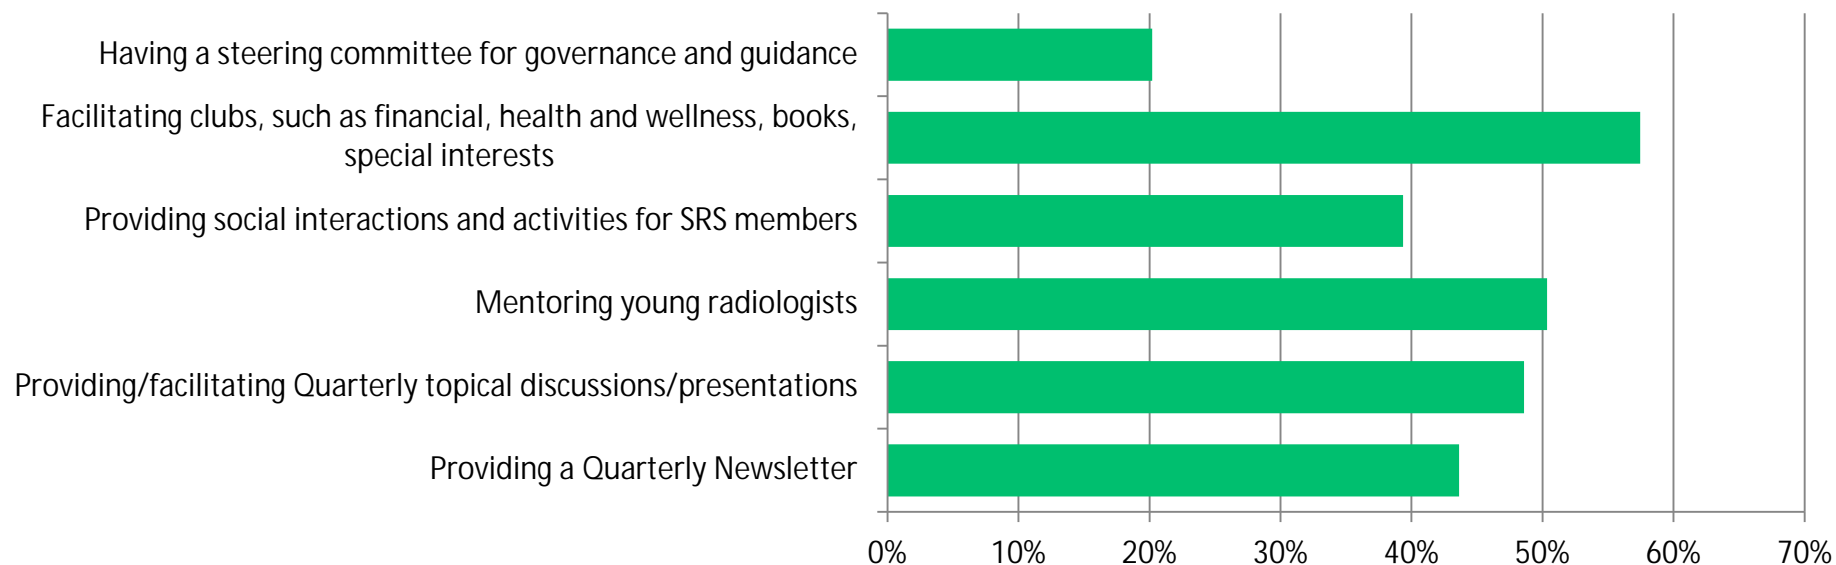 Having a steering committee for governance and guidance
Facilitating clubs, such as financial, health and wellness, books,
special interests
Providing social interactions and activities for SRS members
Mentoring young radiologists
Providing/facilitating Quarterly topical discussions/presentations
Providing a Quarterly Newsletter
0% 10% 20% 30% 40% 50% 60% 70%